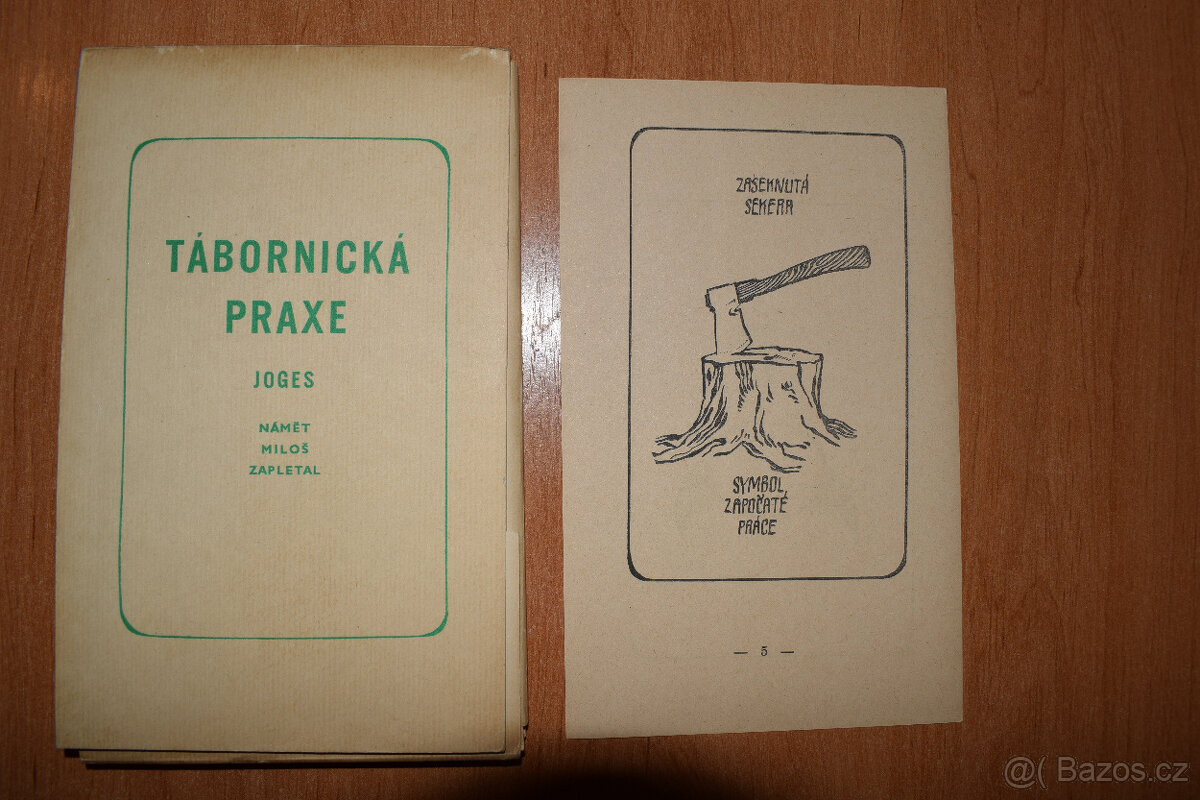 TÁBORNICKÁ
PRAXE
JOGES
NÁMĚT
MILOŠ
ZAPLETAL
ZAŠEKNUTÁ
SEKERA
SYMBOL
ZAPOČATÉ
PRÁCE
— 5 —
@( Bazos.cz